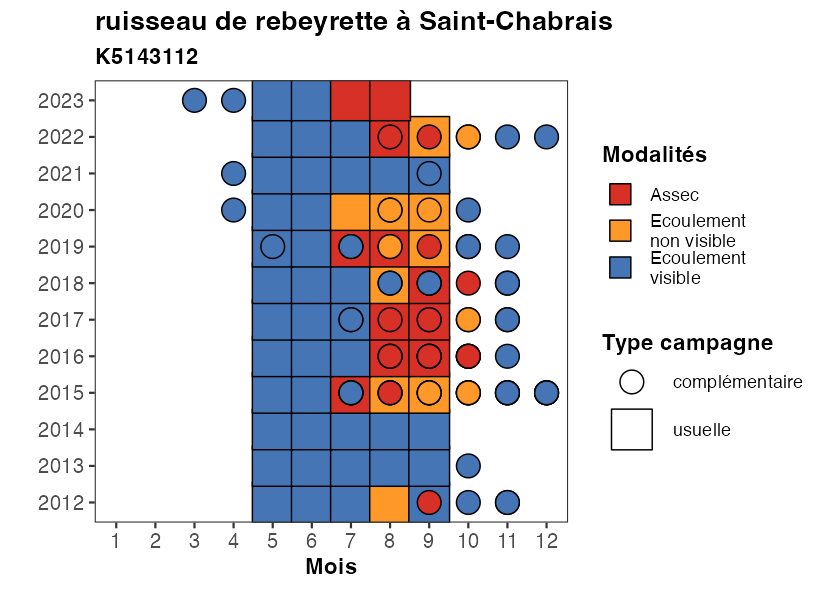 ruisseau de rebeyrette à Saint-Chabrais
K5143112
2023
2022
2021
2020
2019
2018
2017
2016
2015
2014
2013
2012
1 2 3 4 5 6 7 8 9 10 11 12
Mois
Modalités
Assec
Ecoulement
non visible
Ecoulement
visible
Type campagne
complémentaire
usuelle